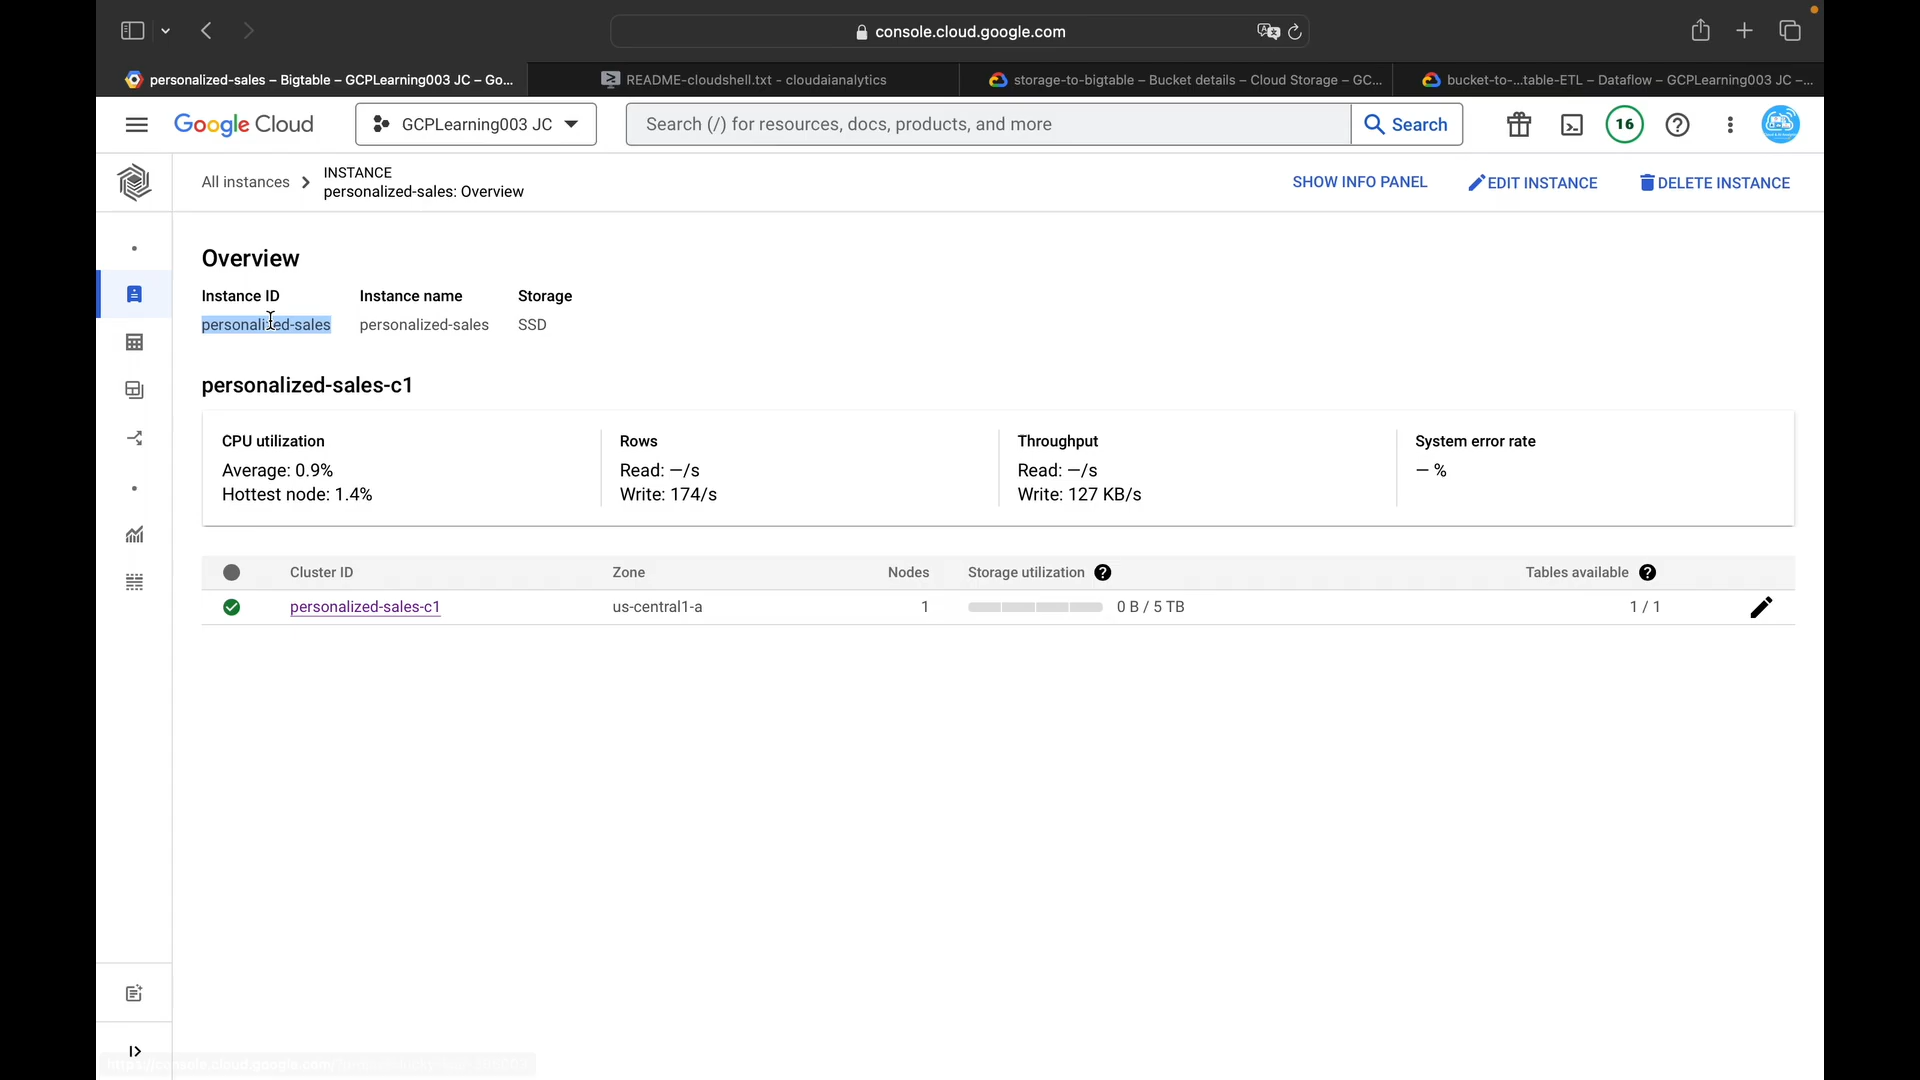 console.cloud.google.com
personalized-sales – Bigtable – GCPLearning003 JC – Go...
README-cloudshell.txt - cloudaianalytics
storage-to-bigtable – Bucket details – Cloud Storage – GC...
bucket-to-...table-ETL – Dataflow – GCPLearning003 JC –...
Google Cloud
GCPLearning003 JC
Search (/) for resources, docs, products, and more
Search
16
All instances
INSTANCE
personalized-sales: Overview
SHOW INFO PANEL
EDIT INSTANCE
DELETE INSTANCE
Overview
Instance ID Instance name Storage
personalized-sales personalized-sales SSD
personalized-sales-c1
CPU utilization Rows Throughput System error rate
Average: 0.9% Read: —/s Read: —/s — %
Hottest node: 1.4% Write: 174/s Write: 127 KB/s
Cluster ID Zone Nodes Storage utilization Tables available
personalized-sales-c1 us-central1-a 1 0 B / 5 TB 1 / 1